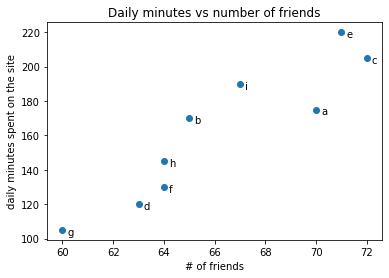 Daily minutes vs number of friends
daily minutes spent on the site
220
200
180
160
140
120
100
e
c
i
a
b
h
f
d
g
60
62
64
66
68
70
72
# of friends